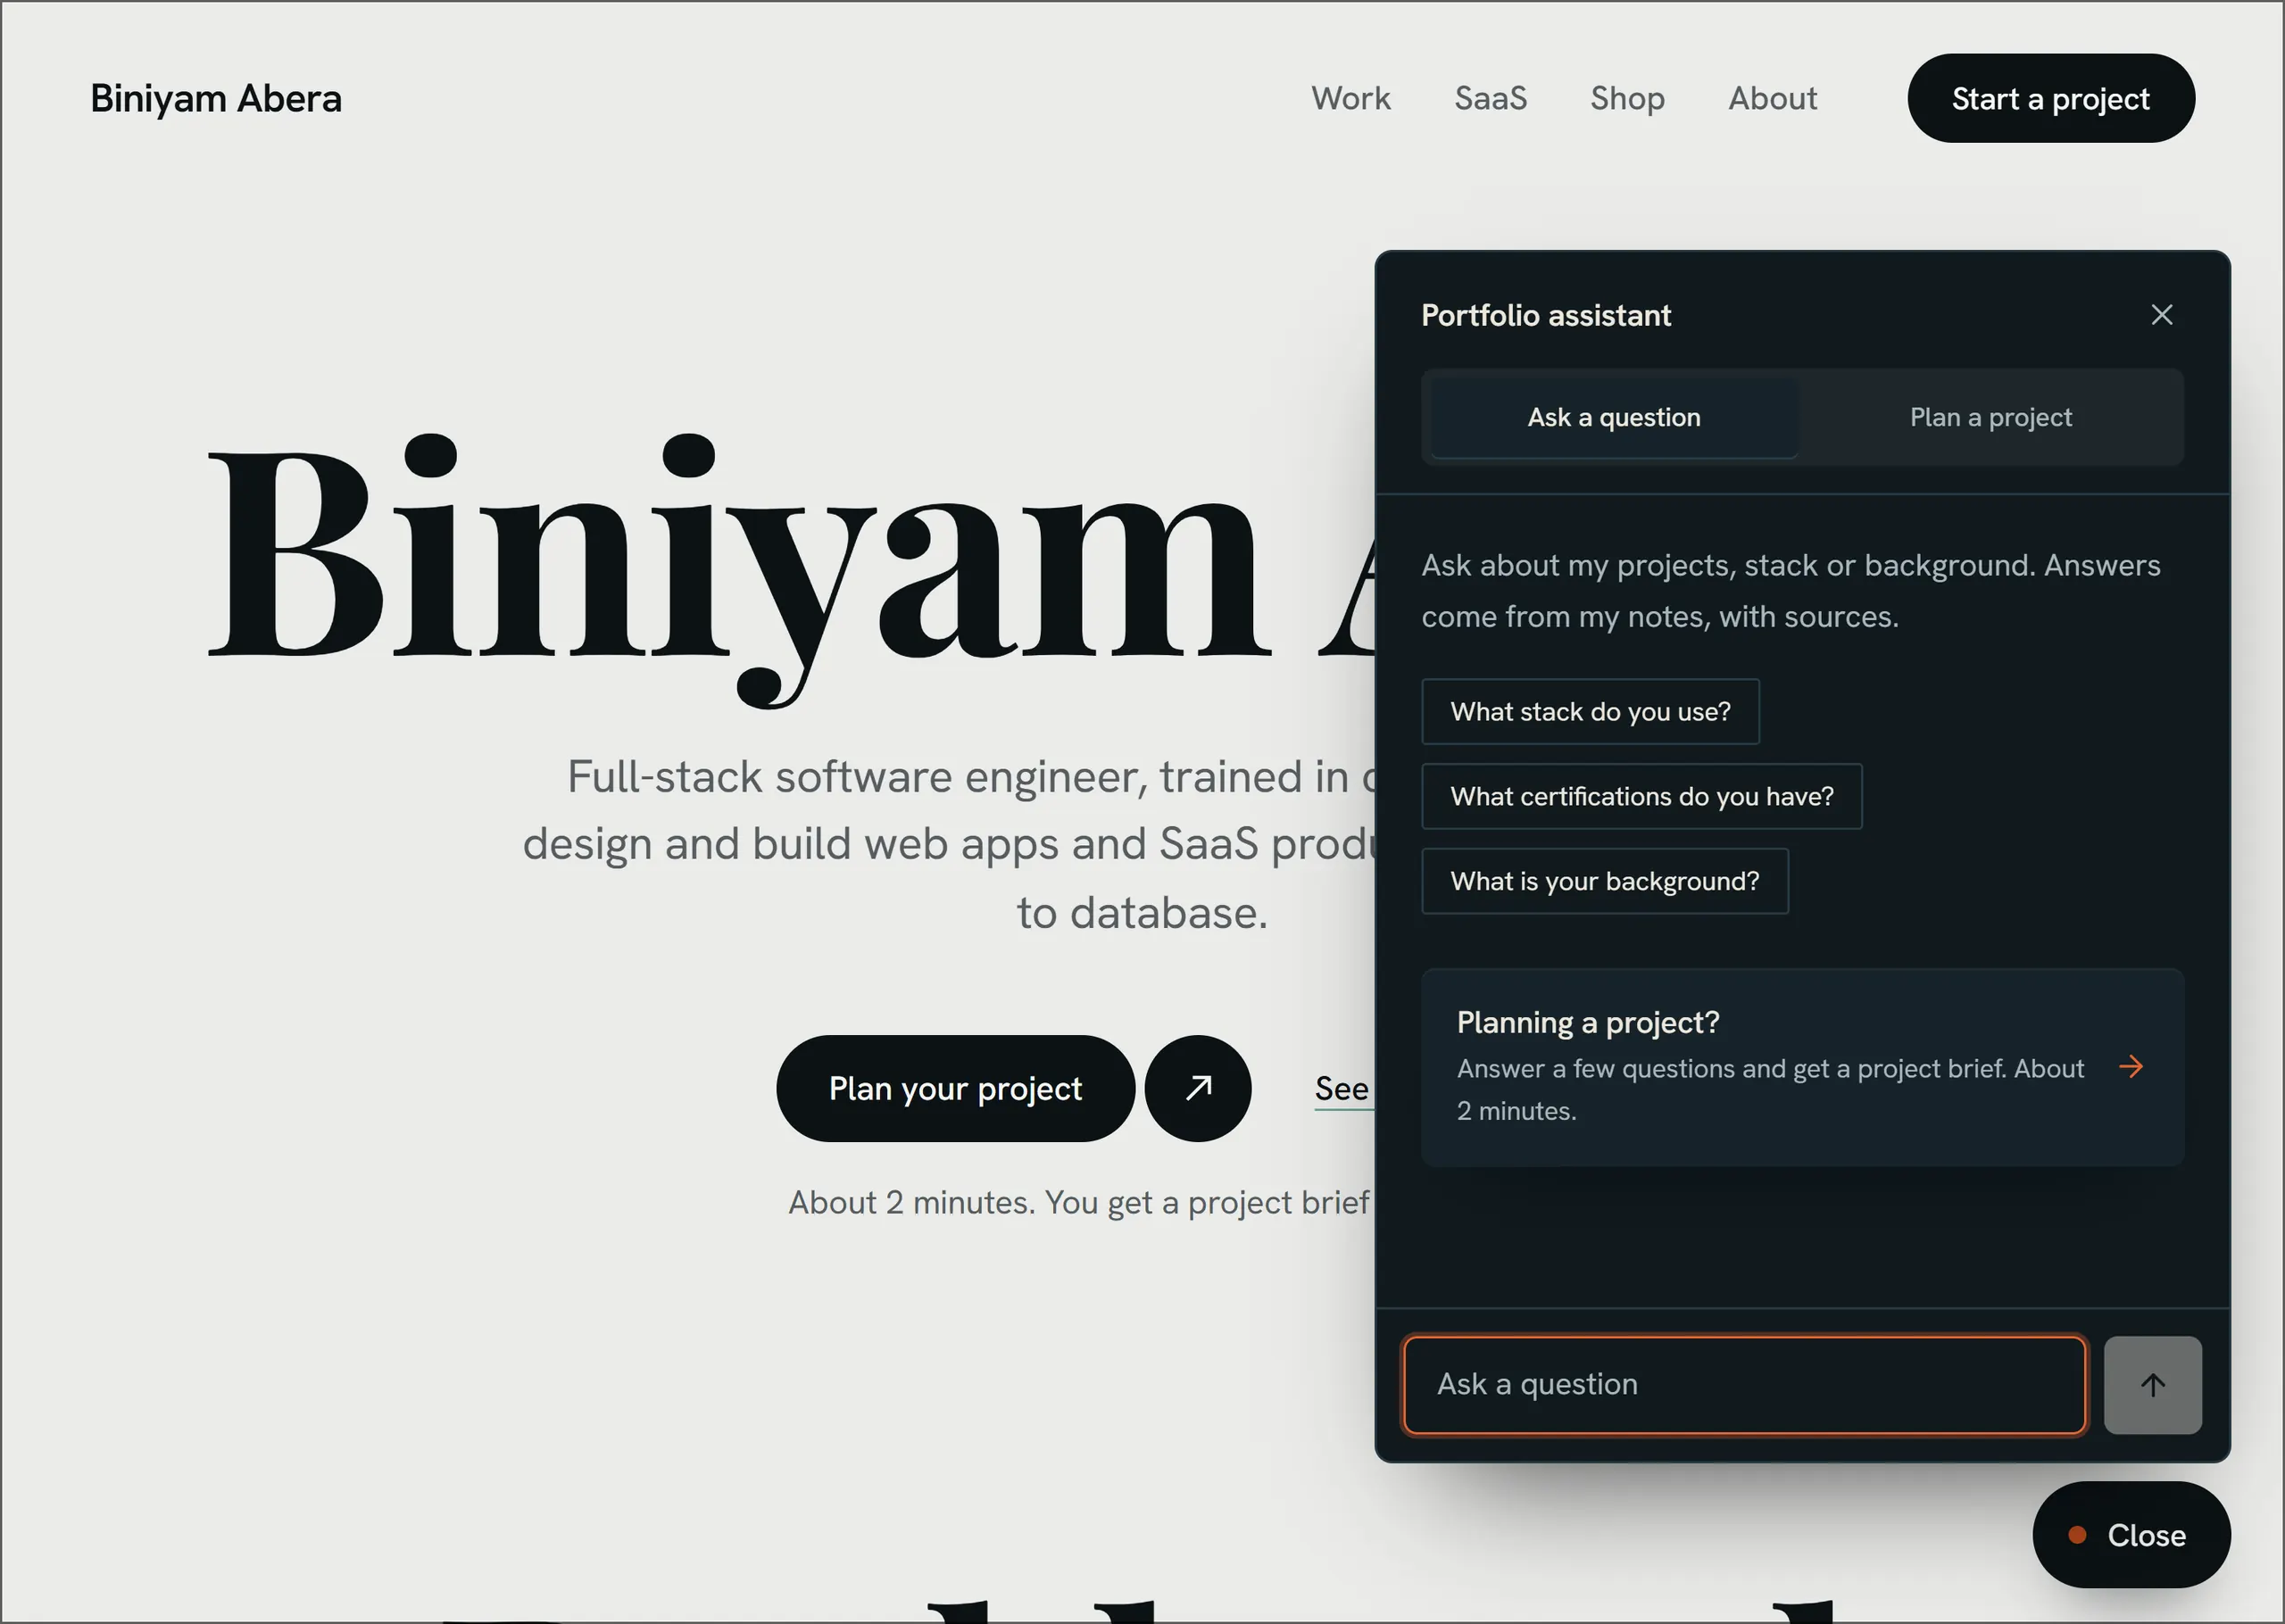 Biniyam Abera
Work
SaaS
Shop
About
Start a project
Biniyam
Full-stack software engineer, trained in
design and build web apps and SaaS
to database.
Plan your project
See
About 2 minutes. You get a project brief
Portfolio assistant
Ask a question
Plan a project
Ask about my projects, stack or background. Answers
come from my notes, with sources.
What stack do you use?
What certifications do you have?
What is your background?
Planning a project?
Answer a few questions and get a project brief. About
2 minutes.
Ask a question
Close